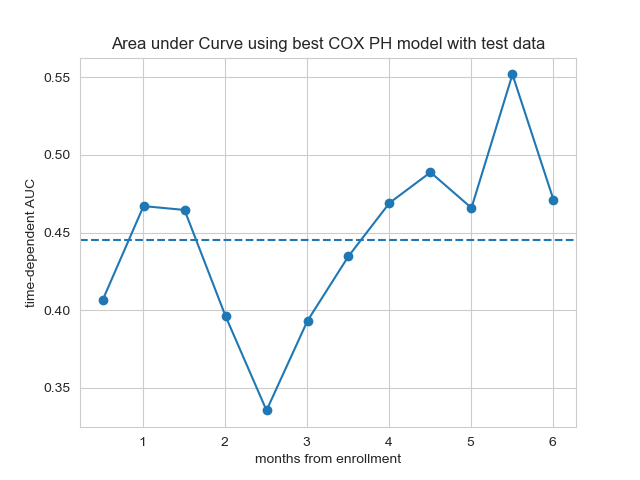 Area under Curve using best COX PH model with test data
0.55
0.50
0.45
0.40
0.35
time-dependent AUC
1 2 3 4 5 6
months from enrollment